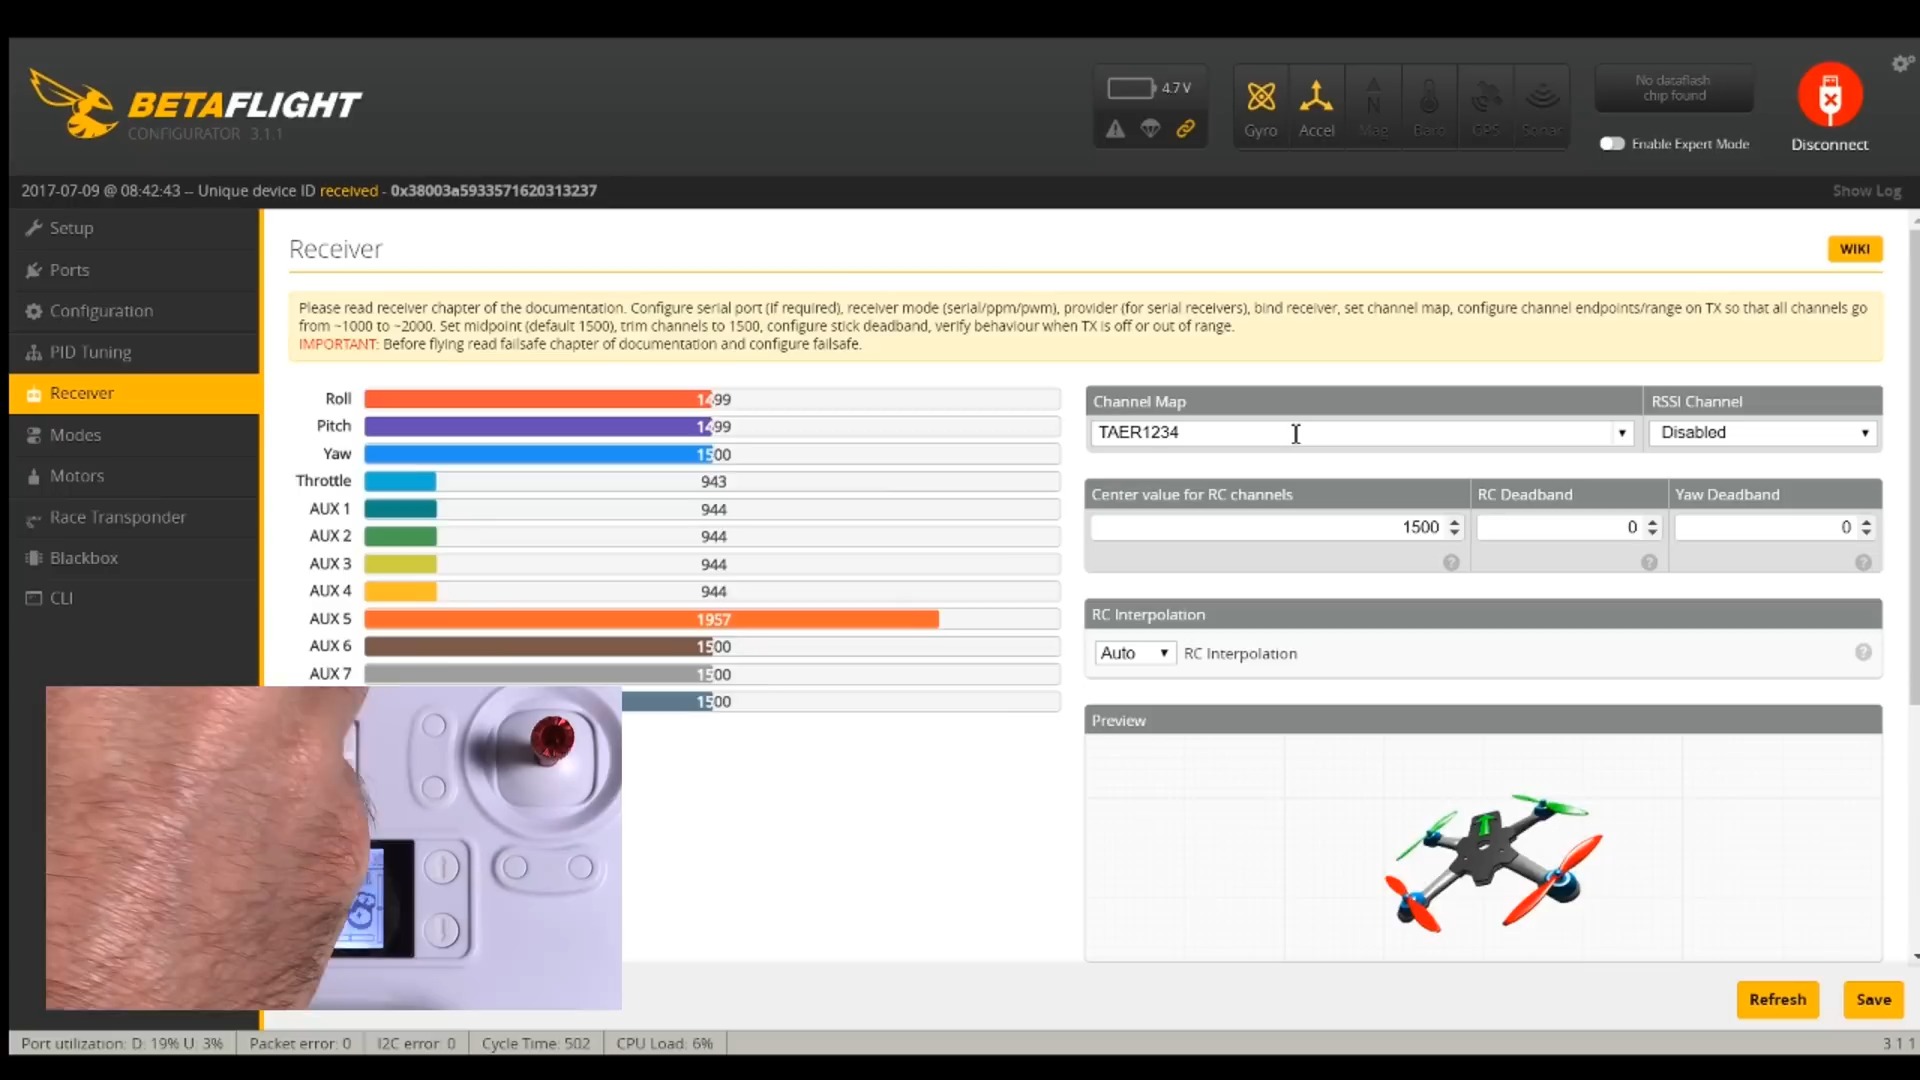 BETAFLIGHT
CONFIGURATOR 3.1.1
4.7 V
Gyro
Accel
Mag
Baro
GPS
Sonar
No dataflash
chip found
Enable Expert Mode
Disconnect
2017-07-09 @ 08:42:43 -- Unique device ID received - 0x38003a5933571620313237
Show Log
Setup
Ports
Configuration
PID Tuning
Receiver
Modes
Motors
Race Transponder
Blackbox
CLI
Receiver
WIKI
Please read receiver chapter of the documentation. Configure serial port (if required), receiver mode (serial/ppm/pwm), provider (for serial receivers), bind receiver, set channel map, configure channel endpoints/range on TX so that all channels go
from ~1000 to ~2000. Set midpoint (default 1500), trim channels to 1500, configure stick deadband, verify behaviour when TX is off or out of range.
IMPORTANT: Before flying read failsafe chapter of documentation and configure failsafe.
Roll 1499
Pitch 1499
Yaw 1500
Throttle 943
AUX 1 944
AUX 2 944
AUX 3 944
AUX 4 944
AUX 5 1957
AUX 6 1500
AUX 7 1500
1500
Channel Map
RSSI Channel
TAER1234
Disabled
Center value for RC channels
RC Deadband
Yaw Deadband
1500
0
0
RC Interpolation
Auto
RC Interpolation
Preview
Refresh
Save
Port utilization: D: 19% U: 3%
Packet error: 0
I2C error: 0
Cycle Time: 502
CPU Load: 6%
3.1.1